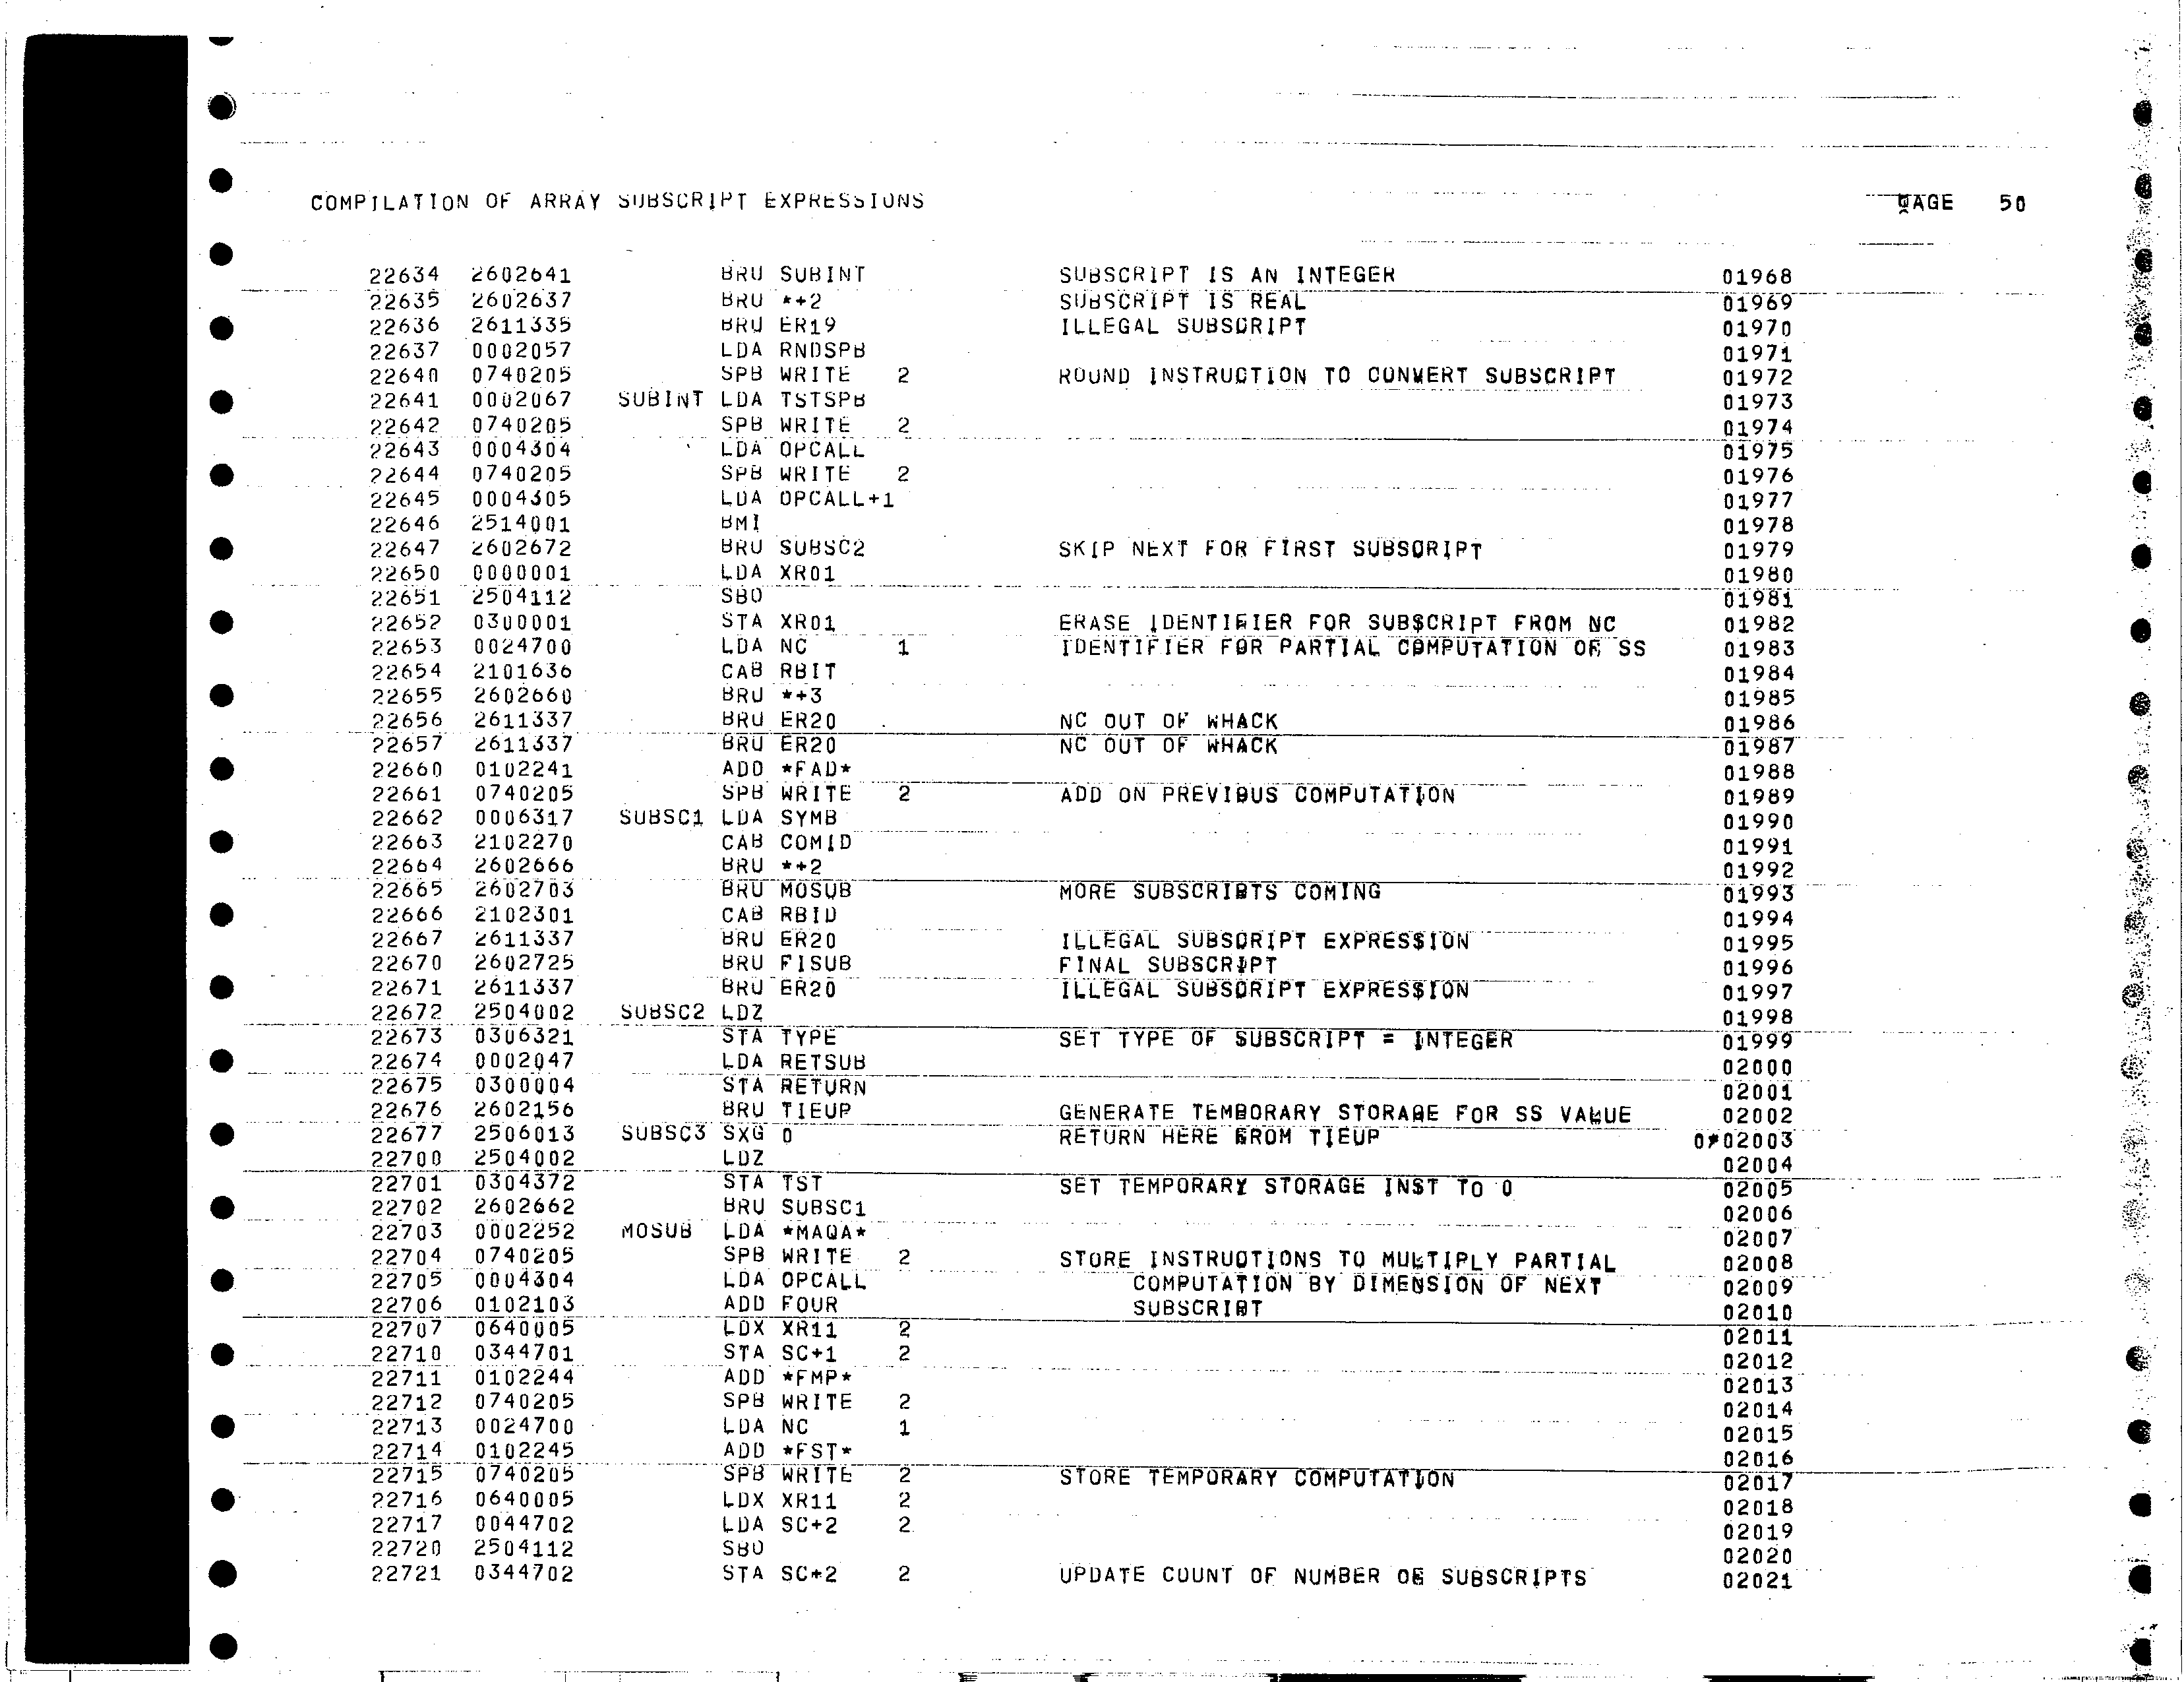 COMPILATION OF ARRAY SUBSCRIPT EXPRESSIONS PAGE 50
22634 2602641 BRU SUBINT SUBSCRIPT IS AN INTEGER 01968
22635 2602637 BRU *+2 SUBSCRIPT IS REAL 01969
22636 2611335 BRU ER19 ILLEGAL SUBSCRIPT 01970
22637 0002057 LDA RNDSPB 01971
22640 0740205 SPB WRITE 2 ROUND INSTRUCTION TO CONVERT SUBSCRIPT 01972
22641 0002067 SUBINT LDA TSTSPB 01973
22642 0740205 SPB WRITE 2 01974
22643 0004304 LDA OPCALL 01975
22644 0740205 SPB WRITE 2 01976
22645 0004305 LDA OPCALL+1 01977
22646 2514001 BMI 01978
22647 2602672 BRU SUBSC2 SKIP NEXT FOR FIRST SUBSCRIPT 01979
22650 0000001 LDA XR01 01980
22651 2504112 SBO 01981
22652 0300001 STA XR01 ERASE IDENTIFIER FOR SUBSCRIPT FROM NC 01982
22653 0024700 LDA NC 1 IDENTIFIER FOR PARTIAL COMPUTATION OF SS 01983
22654 2101636 CAB RBIT 01984
22655 2602660 BRU *+3 01985
22656 2611337 BRU ER20 NC OUT OF WHACK 01986
22657 2611337 BRU ER20 NC OUT OF WHACK 01987
22660 0102241 ADD *FAD* 01988
22661 0740205 SPB WRITE 2 ADD ON PREVIOUS COMPUTATION 01989
22662 0006317 SUBSC1 LDA SYMB 01990
22663 2102270 CAB COMID 01991
22664 2602666 BRU *+2 01992
22665 2602703 BRU MOSUB MORE SUBSCRIPTS COMING 01993
22666 2102301 CAB RBID 01994
22667 2611337 BRU ER20 ILLEGAL SUBSCRIPT EXPRESSION 01995
22670 2602725 BRU FISUB FINAL SUBSCRIPT 01996
22671 2611337 BRU ER20 ILLEGAL SUBSCRIPT EXPRESSION 01997
22672 2504002 SUBSC2 LDZ 01998
22673 0306321 STA TYPE SET TYPE OF SUBSCRIPT = INTEGER 01999
22674 0002047 LDA RETSUB 02000
22675 0300004 STA RETURN 02001
22676 2602156 BRU TIEUP GENERATE TEMPORARY STORAGE FOR SS VALUE 02002
22677 2506013 SUBSC3 SXG 0 RETURN HERE FROM TIEUP 0*02003
22700 2504002 LDZ 02004
22701 0304372 STA TST SET TEMPORARY STORAGE INST TO 0 02005
22702 2602662 BRU SUBSC1 02006
22703 0002252 MOSUB LDA *MAQA* 02007
22704 0740205 SPB WRITE 2 STORE INSTRUCTIONS TO MULTIPLY PARTIAL 02008
22705 0004304 LDA OPCALL COMPUTATION BY DIMENSION OF NEXT 02009
22706 0102103 ADD FOUR SUBSCRIPT 02010
22707 0640005 LDX XR11 2 02011
22710 0344701 STA SC+1 2 02012
22711 0102244 ADD *FMP* 02013
22712 0740205 SPB WRITE 2 02014
22713 0024700 LDA NC 1 02015
22714 0102245 ADD *FST* 02016
22715 0740205 SPB WRITE 2 STORE TEMPORARY COMPUTATION 02017
22716 0640005 LDX XR11 2 02018
22717 0044702 LDA SC+2 2 02019
22720 2504112 SBO 02020
22721 0344702 STA SC+2 2 UPDATE COUNT OF NUMBER OF SUBSCRIPTS 02021